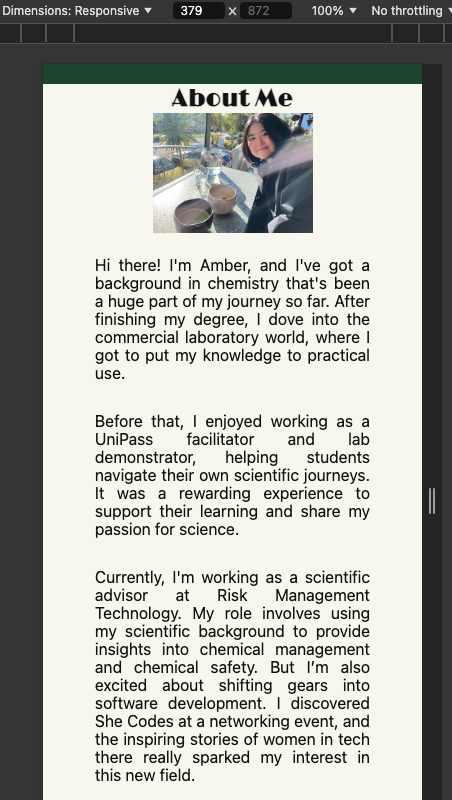 Dimensions: Responsive ▼ 379 × 872 100% ▼ No throttling ▼
About Me
Hi there! I'm Amber, and I've got a
background in chemistry that's been
a huge part of my journey so far. After
finishing my degree, I dove into the
commercial laboratory world, where I
got to put my knowledge to practical
use.
Before that, I enjoyed working as a
UniPass facilitator and lab
demonstrator, helping students
navigate their own scientific journeys.
It was a rewarding experience to
support their learning and share my
passion for science.
Currently, I'm working as a scientific
advisor at Risk Management
Technology. My role involves using
my scientific background to provide
insights into chemical management
and chemical safety. But I’m also
excited about shifting gears into
software development. I discovered
She Codes at a networking event, and
the inspiring stories of women in tech
there really sparked my interest in
this new field.